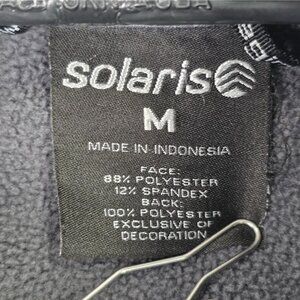 solaris
M
MADE IN INDONESIA
FACE:
88% POLYESTER
12% SPANDEX
BACK:
100% POLYESTER
EXCLUSIVE OF
DECORATION